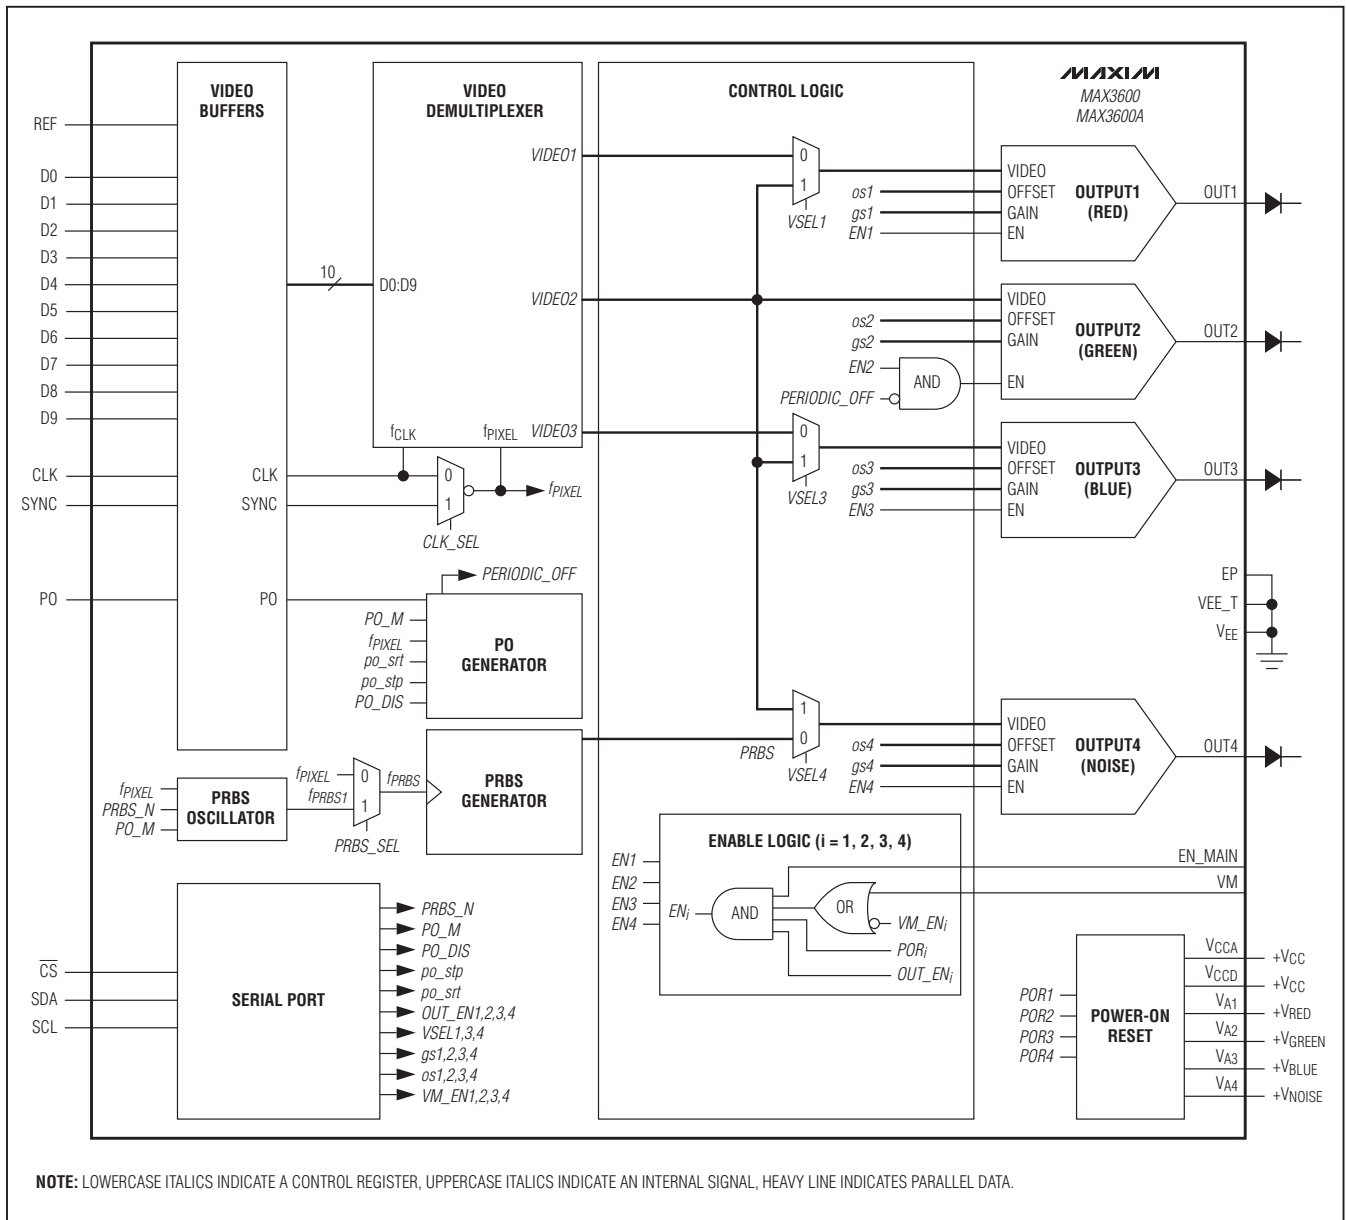 VIDEO
BUFFERS
VIDEO
DEMULTIPLEXER
CONTROL LOGIC
MAXIM
MAX3600
MAX3600A
REF
D0
D1
D2
D3
D4
D5
D6
D7
D8
D9
CLK
SYNC
PO
10
D0:D9
VIDEO1
VIDEO2
VIDEO3
fCLK
fPIXEL
CLK
SYNC
PO
0
1
CLK_SEL
fPIXEL
0
1
VSEL1
os1
gs1
EN1
VIDEO
OFFSET
GAIN
EN
OUTPUT1
(RED)
OUT1
os2
gs2
EN2
PERIODIC_OFF
AND
VIDEO
OFFSET
GAIN
EN
OUTPUT2
(GREEN)
OUT2
0
1
VSEL3
os3
gs3
EN3
VIDEO
OFFSET
GAIN
EN
OUTPUT3
(BLUE)
OUT3
PERIODIC_OFF
PO_M
fPIXEL
po_srt
po_stp
PO_DIS
PO
GENERATOR
EP
VEE_T
VEE
1
0
PRBS
VSEL4
os4
gs4
EN4
VIDEO
OFFSET
GAIN
EN
OUTPUT4
(NOISE)
OUT4
fPIXEL
PRBS_N
PO_M
PRBS
OSCILLATOR
fPIXEL
fPRBS1
0
1
PRBS_SEL
fPRBS
PRBS
GENERATOR
ENABLE LOGIC (i = 1, 2, 3, 4)
EN1
EN2
EN3
EN4
ENi
AND
OR
VM_ENi
PORi
OUT_ENi
EN_MAIN
VM
CS
SDA
SCL
SERIAL PORT
PRBS_N
PO_M
PO_DIS
po_stp
po_srt
OUT_EN1,2,3,4
VSEL1,3,4
gs1,2,3,4
os1,2,3,4
VM_EN1,2,3,4
POR1
POR2
POR3
POR4
POWER-ON
RESET
VCCA
VCCD
VA1
VA2
VA3
VA4
+VCC
+VCC
+VRED
+VGREEN
+VBLUE
+VNOISE
NOTE: LOWERCASE ITALICS INDICATE A CONTROL REGISTER, UPPERCASE ITALICS INDICATE AN INTERNAL SIGNAL, HEAVY LINE INDICATES PARALLEL DATA.